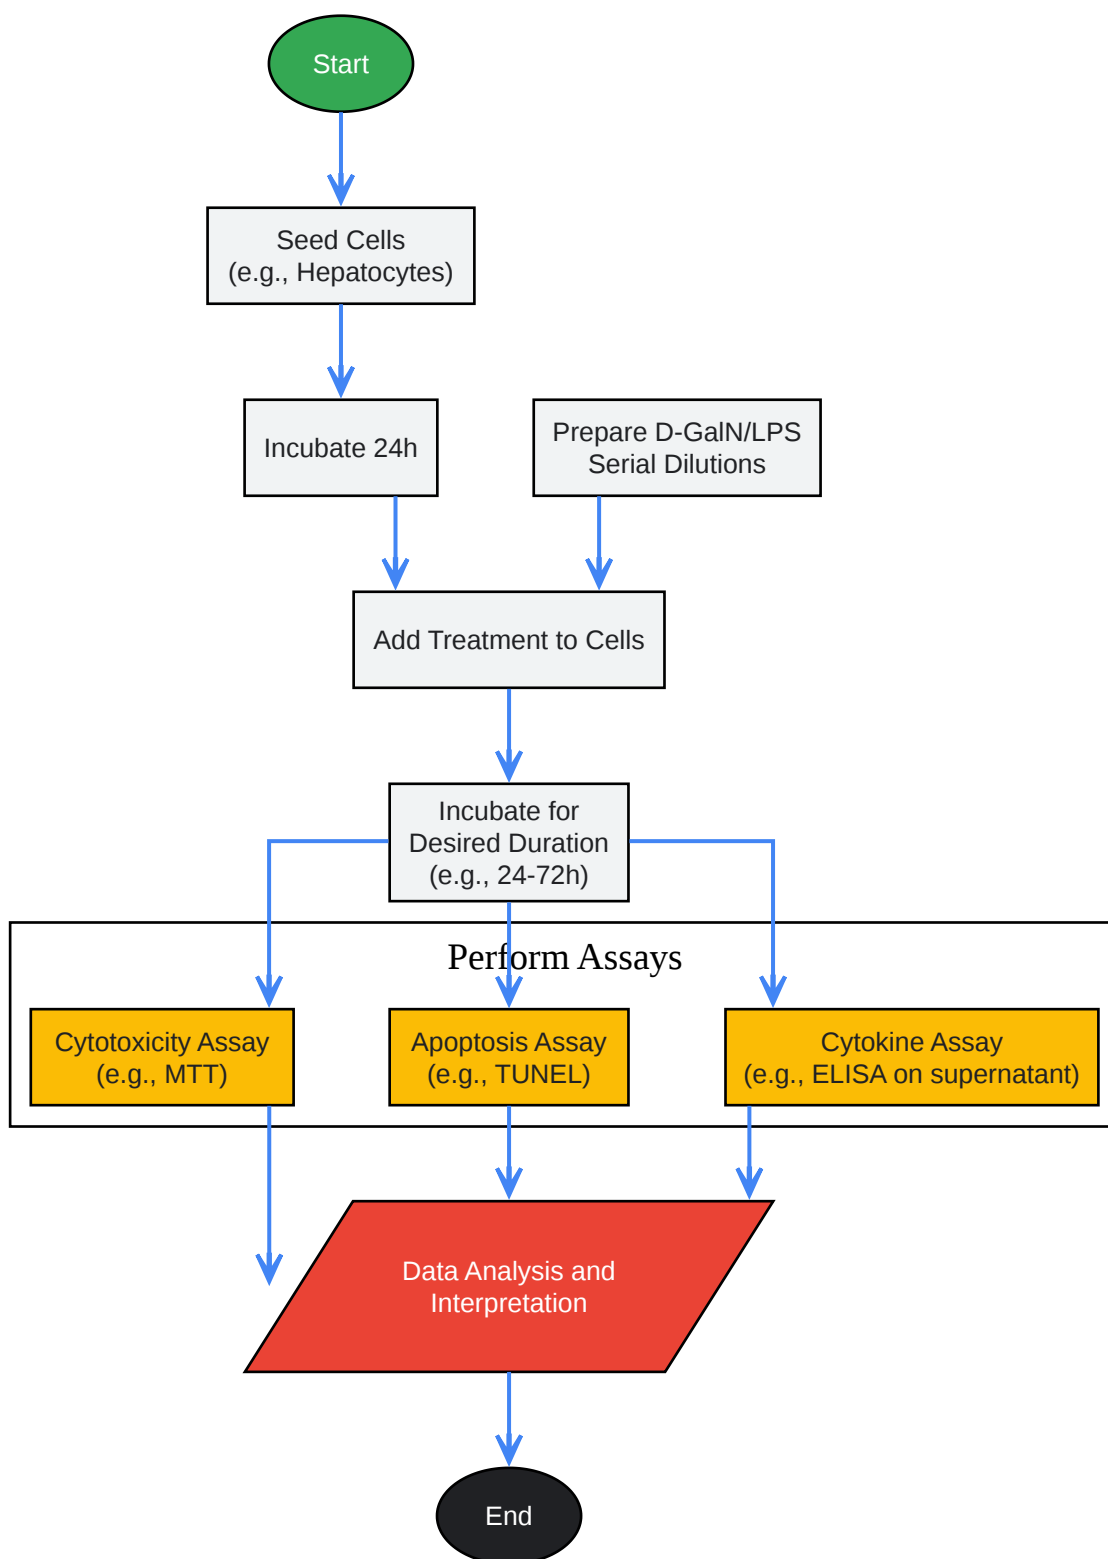 Start
Seed Cells
(e.g., Hepatocytes)
Incubate 24h
Prepare D-GalN/LPS
Serial Dilutions
Add Treatment to Cells
Incubate for
Desired Duration
(e.g., 24-72h)
Perform Assays
Cytotoxicity Assay
(e.g., MTT)
Apoptosis Assay
(e.g., TUNEL)
Cytokine Assay
(e.g., ELISA on supernatant)
Data Analysis and
Interpretation
End